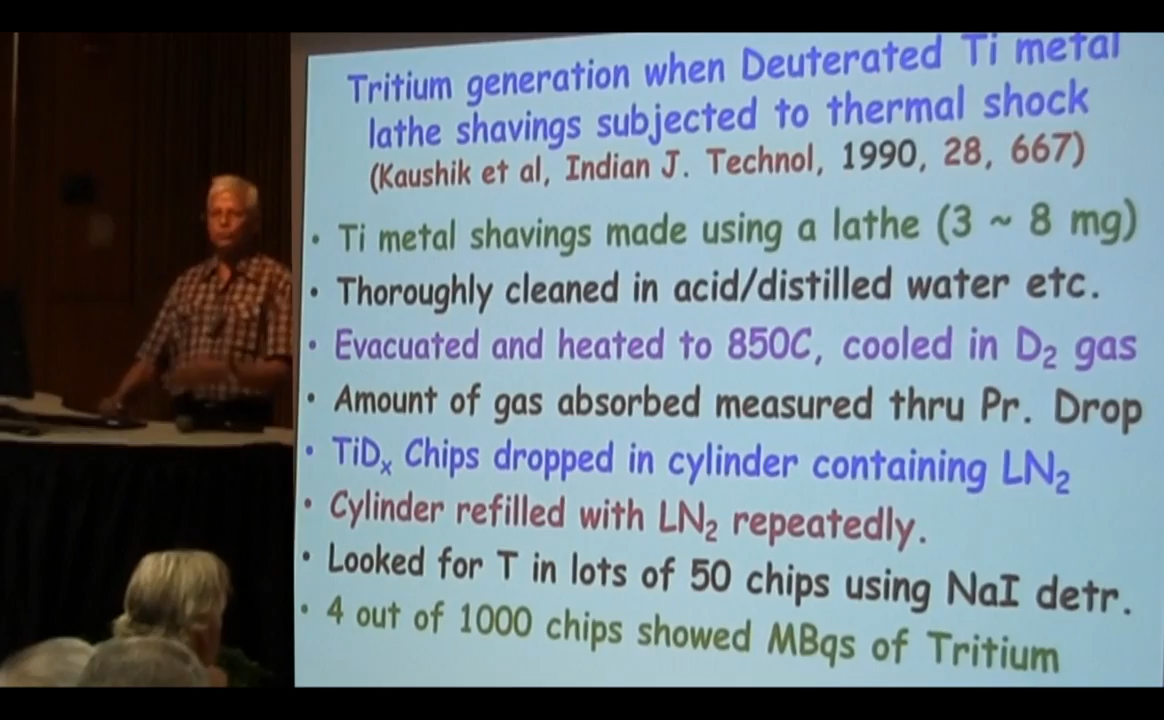 Tritium generation when Deuterated Ti metal
lathe shavings subjected to thermal shock
(Kaushik et al, Indian J. Technol, 1990, 28, 667)
• Ti metal shavings made using a lathe (3 ~ 8 mg)
• Thoroughly cleaned in acid/distilled water etc.
• Evacuated and heated to 850C, cooled in D₂ gas
• Amount of gas absorbed measured thru Pr. Drop
• TiDₓ Chips dropped in cylinder containing LN₂
• Cylinder refilled with LN₂ repeatedly.
• Looked for T in lots of 50 chips using NaI detr.
• 4 out of 1000 chips showed MBqs of Tritium